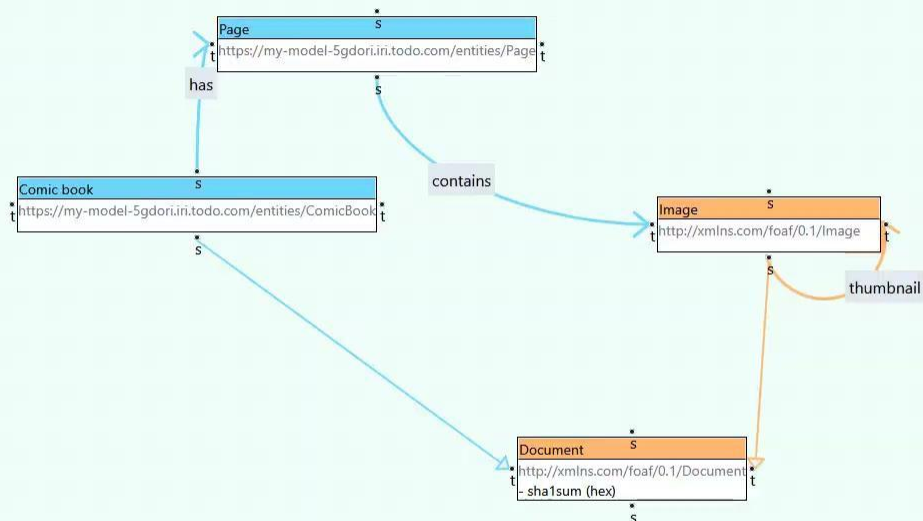 s
Page
https://my-model-5gdori.iri.todo.com/entities/Page
t
t
s
has
contains
s
Comic book
https://my-model-5gdori.iri.todo.com/entities/ComicBook
t
t
s
s
Image
http://xmlns.com/foaf/0.1/Image
t
t
s
thumbnail
s
Document
http://xmlns.com/foaf/0.1/Document
t
t
- sha1sum (hex)
s